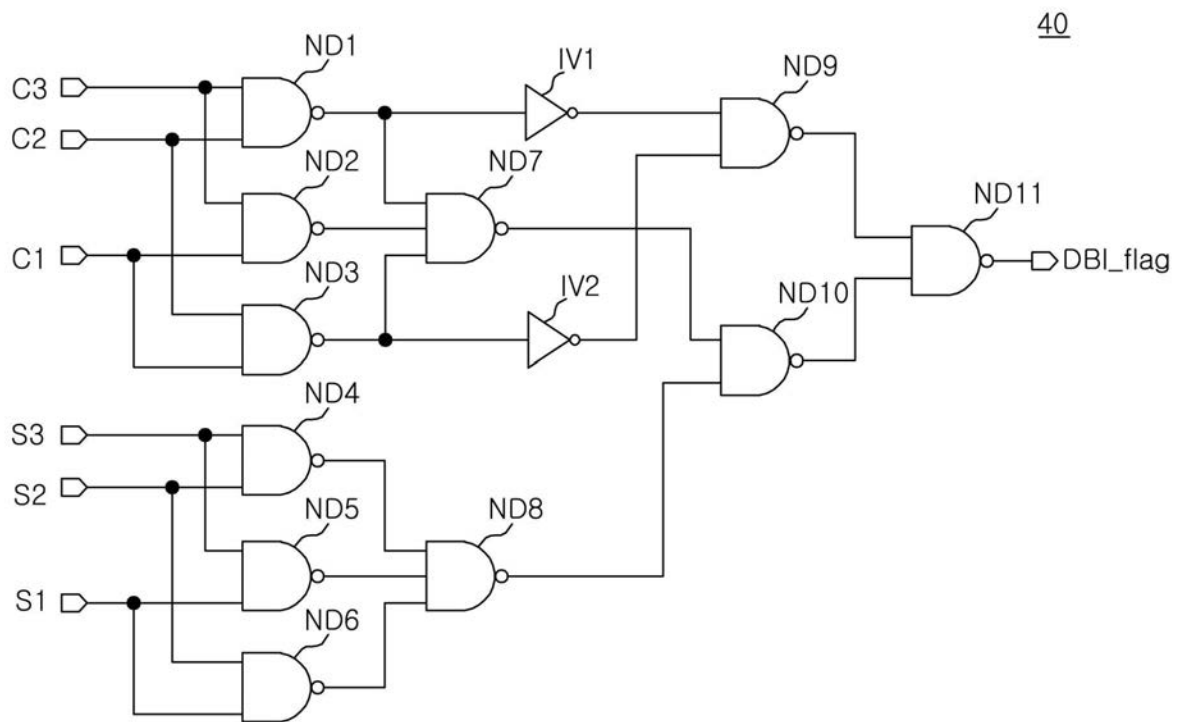 40
ND1
IV1
ND9
C3
C2
ND2
ND7
ND11
C1
DBI_flag
ND3
IV2
ND10
ND4
S3
S2
ND5
ND8
S1
ND6